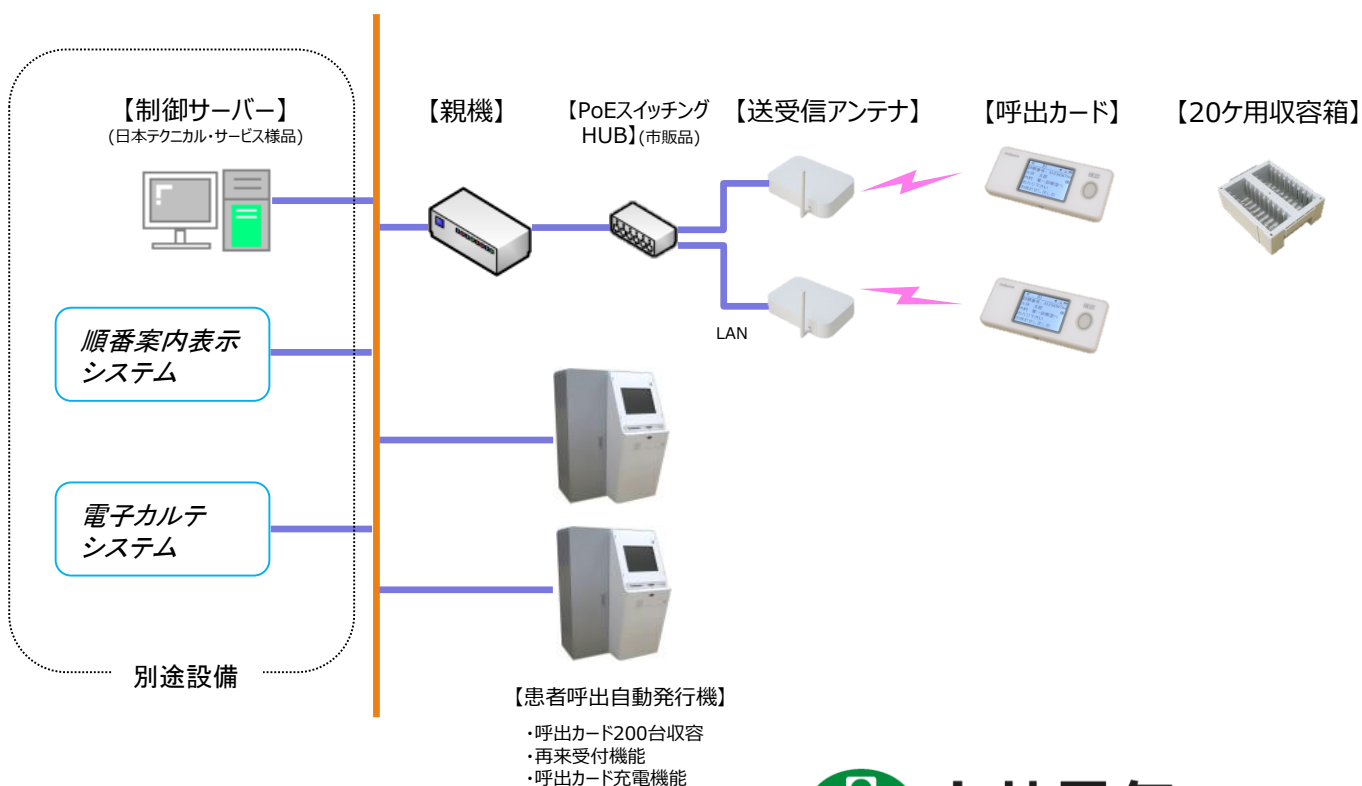 【制御サーバー】
(日本テクニカル・サービス様品)
【親機】
【PoEスイッチング
HUB】(市販品)
【送受信アンテナ】
【呼出カード】
【20ケ用収容箱】
順番案内表示
システム
LAN
電子カルテ
システム
別途設備
【患者呼出自動発行機】
・呼出カード200台収容
・再来受付機能
・呼出カード充電機能